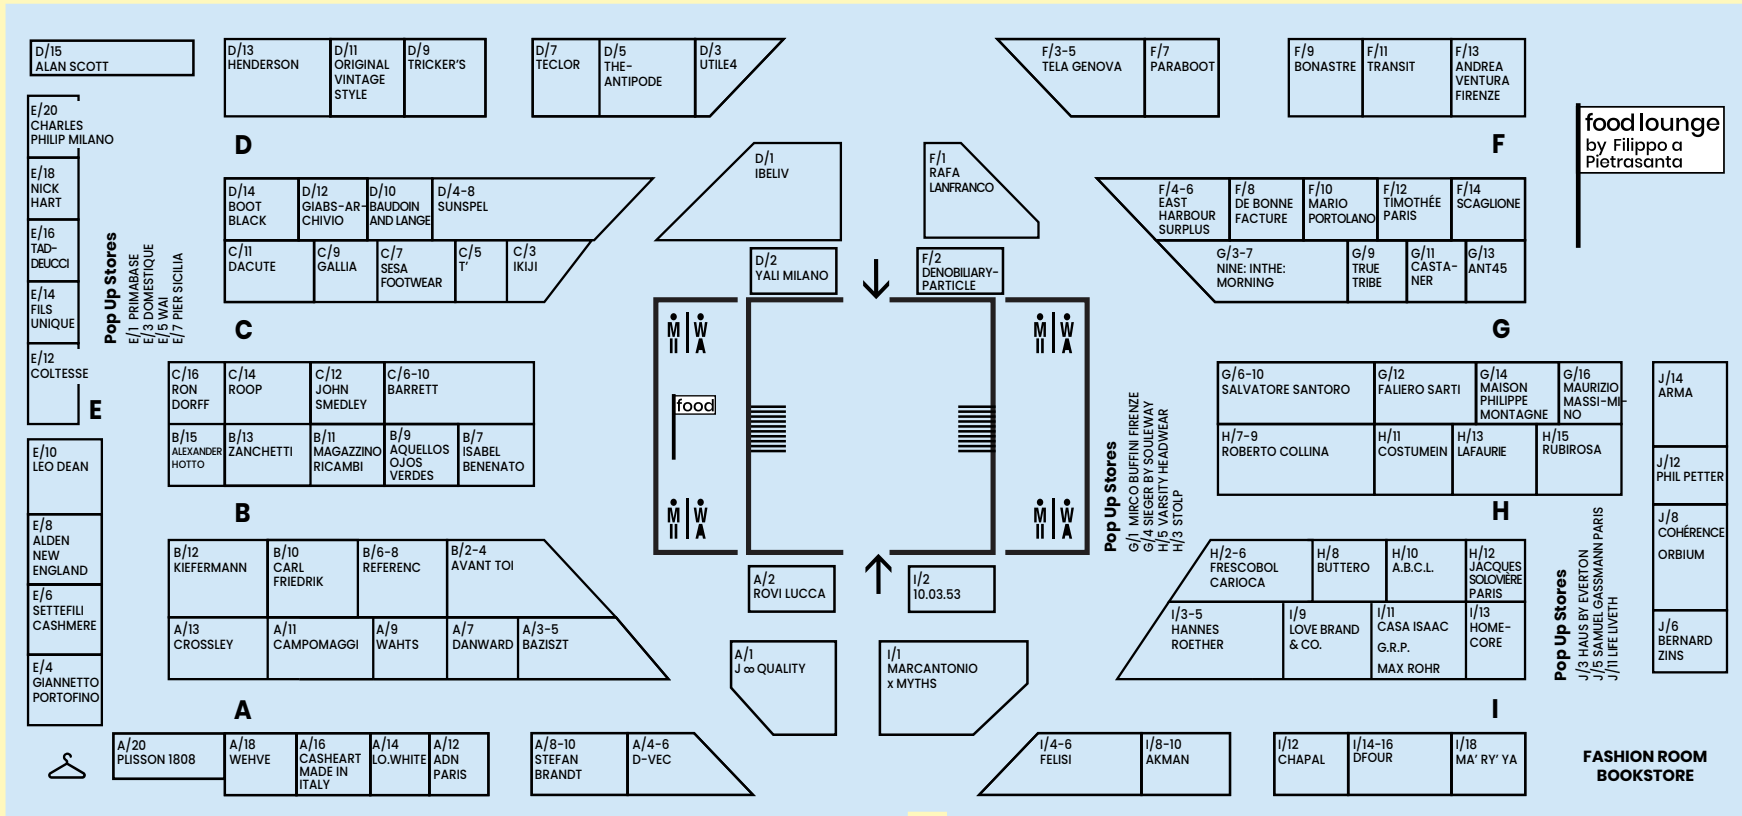 D/15
ALAN SCOTT
D/13
HENDERSON
D/11
ORIGINAL
VINTAGE
STYLE
D/9
TRICKER'S
D/7
TECLOR
D/5
THE-
ANTIPODE
D/3
UTILE4
F/3-5
TELA GENOVA
F/7
PARABOOT
F/9
BONASTRE
F/11
TRANSIT
F/13
ANDREA
VENTURA
FIRENZE
E/20
CHARLES
PHILIP MILANO
E/18
NICK
HART
E/16
TAD-
DEUCCI
E/14
FILS
UNIQUE
E/12
COLTESSE
E
E/10
LEO DEAN
E/8
ALDEN
NEW
ENGLAND
E/6
SETTEFILI
CASHMERE
E/4
GIANNETTO
PORTOFINO
Pop Up Stores
E/1 PRIMABASE
E/3 DOMESTIQUE
E/5 WAI
E/7 PIER SICILIA
D
D/1
IBELIV
F/1
RAFA
LANFRANCO
F
food lounge
by Filippo a
Pietrasanta
D/14
BOOT
BLACK
D/12
GIABS-AR-
CHIVIO
D/10
BAUDOIN
AND LANGE
D/4-8
SUNSPEL
C/11
DACUTE
C/9
GALLIA
C/7
SESA
FOOTWEAR
C/5
T'
C/3
IKIJI
D/2
YALI MILANO
F/2
DENOBILIARY-
PARTICLE
F/4-6
EAST
HARBOUR
SURPLUS
F/8
DE BONNE
FACTURE
F/10
MARIO
PORTOLANO
F/12
TIMOTHÉE
PARIS
F/14
SCAGLIONE
G/3-7
NINE: INTHE:
MORNING
G/9
TRUE
TRIBE
G/11
CASTA-
NER
G/13
ANT45
C
G
C/16
RON
DORFF
C/14
ROOP
C/12
JOHN
SMEDLEY
C/6-10
BARRETT
B/15
ALEXANDER
HOTTO
B/13
ZANCHETTI
B/11
MAGAZZINO
RICAMBI
B/9
AQUELLOS
OJOS
VERDES
B/7
ISABEL
BENENATO
M W
food
M W
M W
M W
Pop Up Stores
G/1 MIRCO BUFFINI FIRENZE
G/4 SIEGER BY SOULEWAY
H/5 VARSITY HEADWEAR
H/3 STOLP
G/6-10
SALVATORE SANTORO
G/12
FALIERO SARTI
G/14
MAISON
PHILIPPE
MONTAGNE
G/16
MAURIZIO
MASSI-MI-
NO
H/7-9
ROBERTO COLLINA
H/11
COSTUMEIN
H/13
LAFAURIE
H/15
RUBIROSA
J/14
ARMA
J/12
PHIL PETTER
J/8
COHÉRENCE
ORBIUM
J/6
BERNARD
ZINS
B
H
B/12
KIEFERMANN
B/10
CARL
FRIEDRIK
B/6-8
REFERENC
B/2-4
AVANT TOI
A/13
CROSSLEY
A/11
CAMPOMAGGI
A/9
WAHTS
A/7
DANWARD
A/3-5
BAZISZT
A/2
ROVI LUCCA
I/2
10.03.53
A/1
J ∞ QUALITY
I/1
MARCANTONIO
x MYTHS
H/2-6
FRESCOBOL
CARIOCA
H/8
BUTTERO
H/10
A.B.C.L.
H/12
JACQUES
SOLOVIÈRE
PARIS
I/3-5
HANNES
ROETHER
I/9
LOVE BRAND
& CO.
I/11
CASA ISAAC
G.R.P.
MAX ROHR
I/13
HOME-
CORE
Pop Up Stores
J/3 HAUS BY EVERTON
J/5 SAMUEL GASSMANN PARIS
J/11 LIFE LIVETH
A
I
A/20
PLISSON 1808
A/18
WEHVE
A/16
CASHEART
MADE IN
ITALY
A/14
LO.WHITE
A/12
ADN
PARIS
A/8-10
STEFAN
BRANDT
A/4-6
D-VEC
I/4-6
FELISI
I/8-10
AKMAN
I/12
CHAPAL
I/14-16
DFOUR
I/18
MA' RY' YA
FASHION ROOM
BOOKSTORE